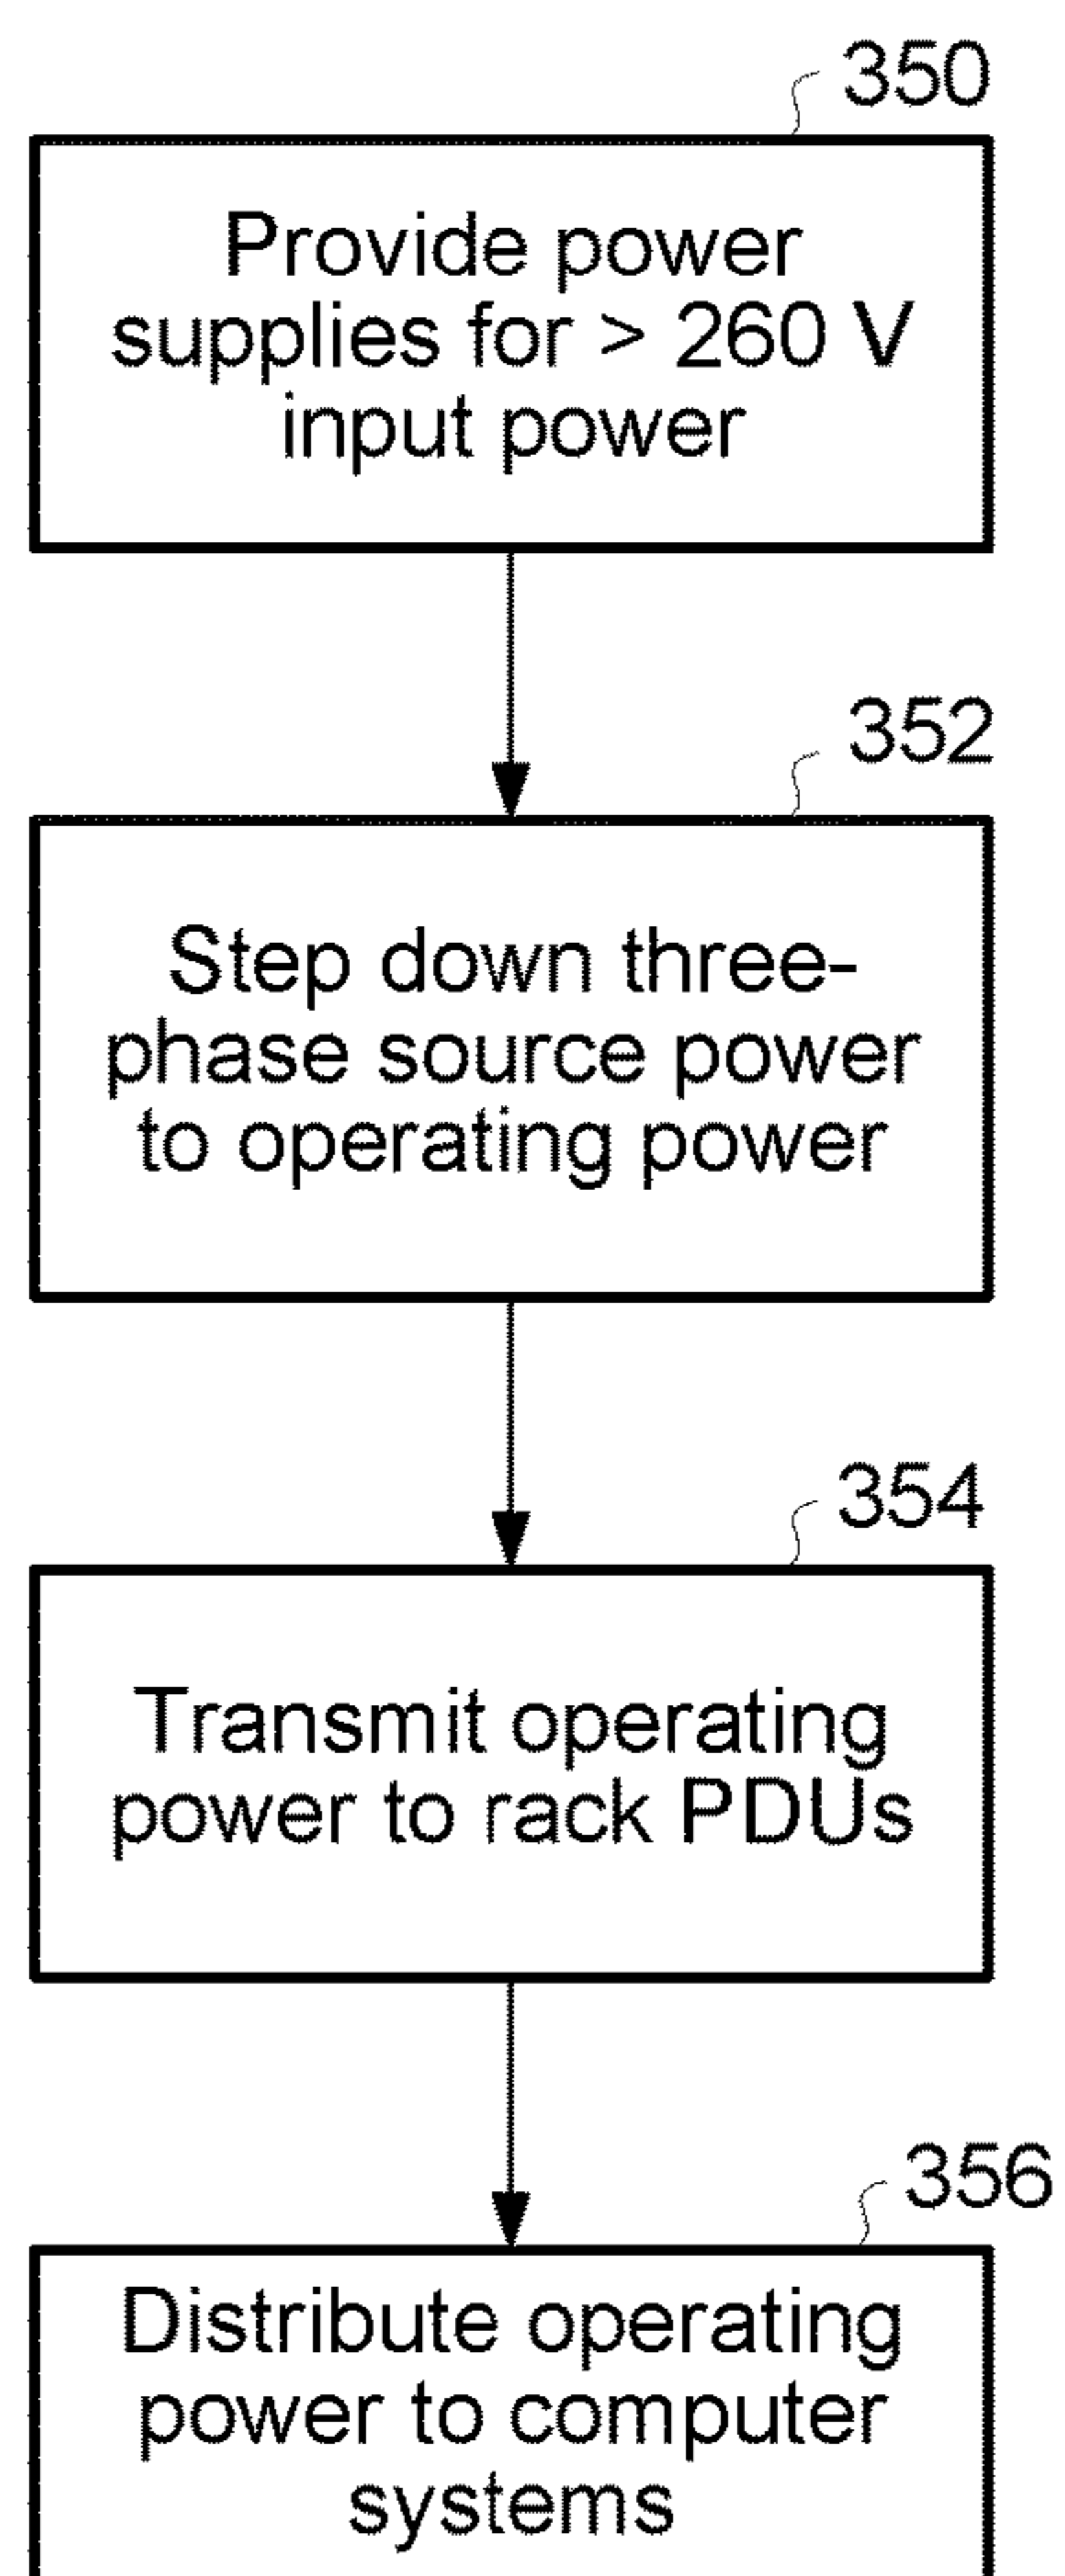 350
Provide power
supplies for > 260 V
input power
352
Step down three-
phase source power
to operating power
354
Transmit operating
power to rack PDUs
356
Distribute operating
power to computer
systems